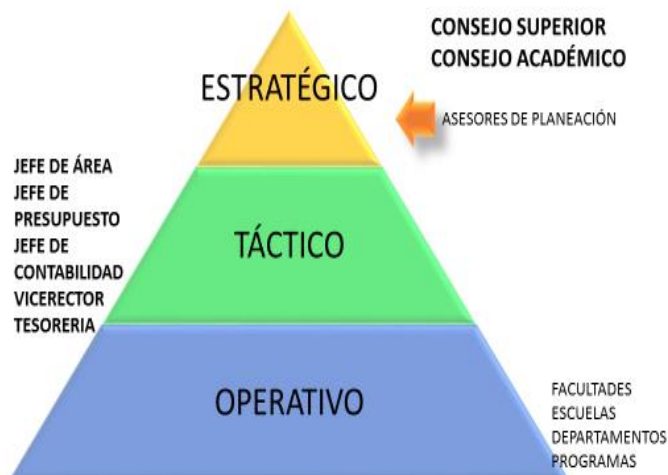 CONSEJO SUPERIOR
CONSEJO ACADÉMICO
ESTRATÉGICO
ASESORES DE PLANEACIÓN
JEFE DE ÁREA
JEFE DE
PRESUPUESTO
JEFE DE
CONTABILIDAD
VICERECTOR
TESORERIA
TÁCTICO
OPERATIVO
FACULTADES
ESCUELAS
DEPARTAMENTOS
PROGRAMAS